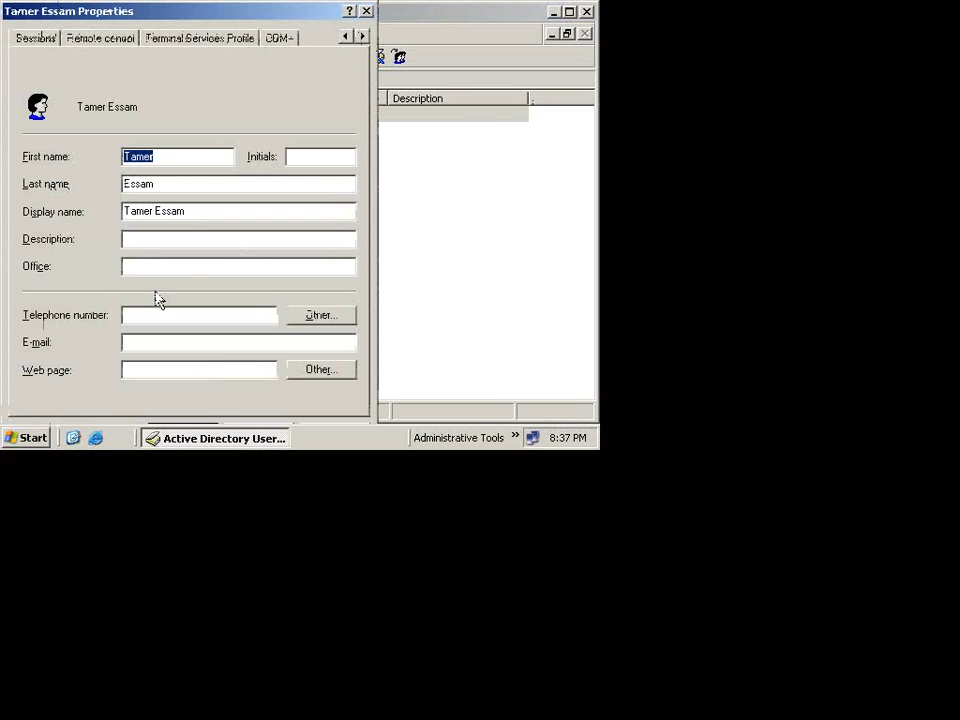 Tamer Essam Properties
Sessions Remote control Terminal Services Profile COM+
Description
Tamer Essam
First name: Tamer Initials:
Last name Essam
Display name: Tamer Essam
Description:
Office:
Telephone number: Other...
E-mail:
Web page: Other...
Start Active Directory User... Administrative Tools » 8:37 PM